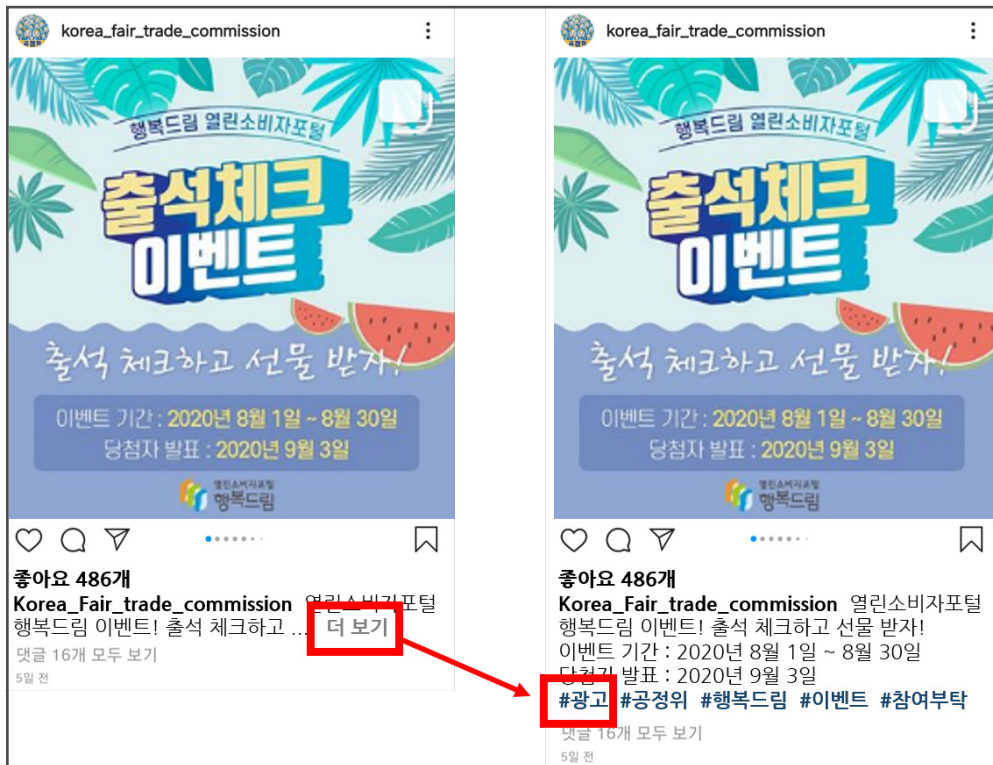 korea_fair_trade_commission
행복드림 열린소비자포털
출석체크
이벤트
출석 체크하고 선물 받자!
이벤트 기간 : 2020년 8월 1일 ~ 8월 30일
당첨자 발표 : 2020년 9월 3일
열린소비자포털
행복드림
좋아요 486개
Korea_Fair_trade_commission 열린소비자포털
행복드림 이벤트! 출석 체크하고 ... 더 보기
댓글 16개 모두 보기
5일 전
korea_fair_trade_commission
행복드림 열린소비자포털
출석체크
이벤트
출석 체크하고 선물 받자!
이벤트 기간 : 2020년 8월 1일 ~ 8월 30일
당첨자 발표 : 2020년 9월 3일
열린소비자포털
행복드림
좋아요 486개
Korea_Fair_trade_commission 열린소비자포털
행복드림 이벤트! 출석 체크하고 선물 받자!
이벤트 기간 : 2020년 8월 1일 ~ 8월 30일
당첨자 발표 : 2020년 9월 3일
#광고 #공정위 #행복드림 #이벤트 #참여부탁
댓글 16개 모두 보기
5일 전